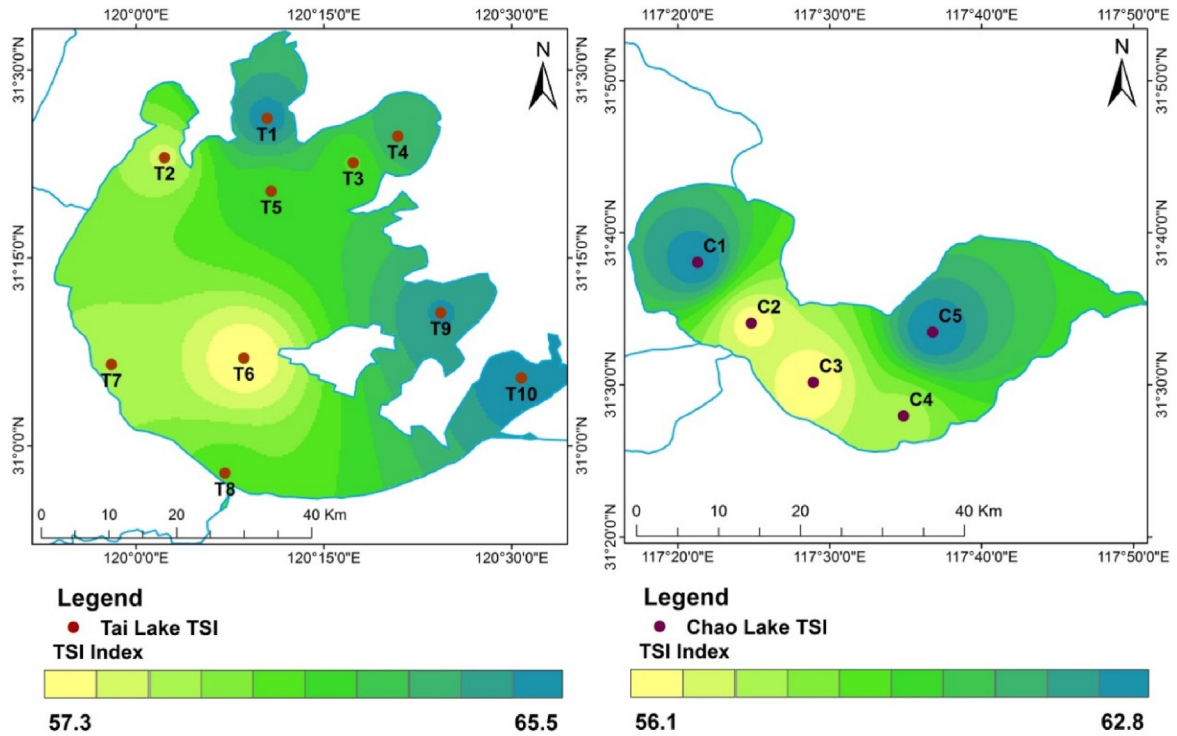 120°0'0"E 120°15'0"E 120°30'0"E
117°20'0"E 117°30'0"E 117°40'0"E 117°50'0"E
31°30'0"N
31°15'0"N
31°0'0"N
31°30'0"N
31°15'0"N
31°0'0"N
N
T1
T4
T2
T3
T5
T9
T6
T7
T10
T8
0 10 20 40 Km
120°0'0"E 120°15'0"E 120°30'0"E
31°50'0"N
31°40'0"N
31°30'0"N
31°20'0"N
31°50'0"N
31°40'0"N
31°30'0"N
31°20'0"N
N
C1
C2
C5
C3
C4
0 10 20 40 Km
117°20'0"E 117°30'0"E 117°40'0"E 117°50'0"E
Legend
Tai Lake TSI
TSI Index
57.3 65.5
Legend
Chao Lake TSI
TSI Index
56.1 62.8